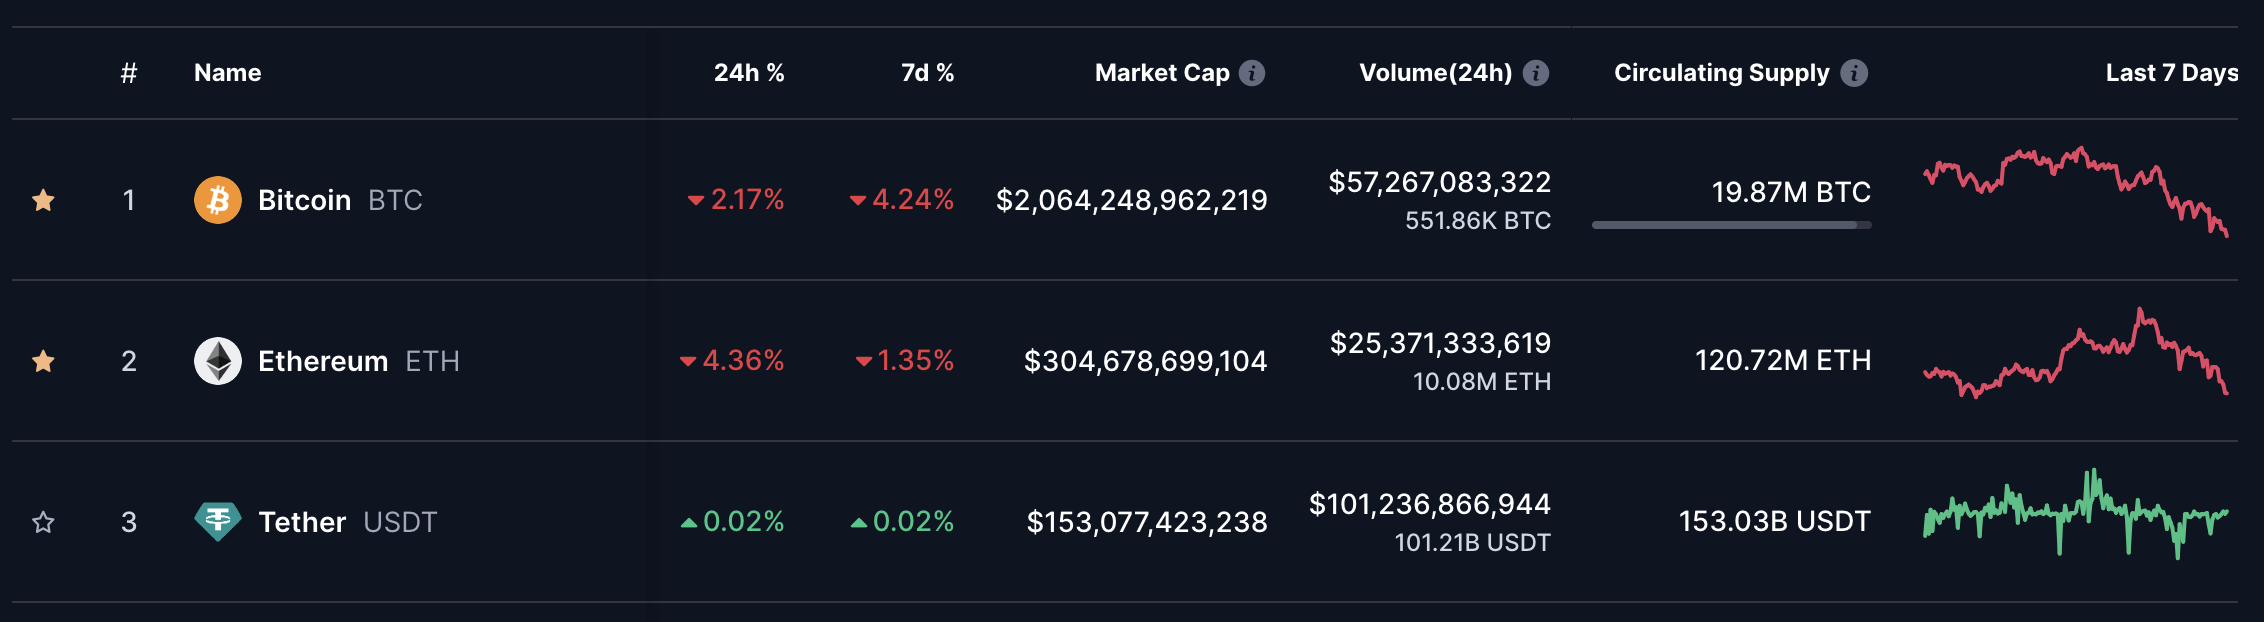 # Name 24h % 7d % Market Cap Volume(24h) Circulating Supply Last 7 Days
1 Bitcoin BTC 2.17% 4.24% $2,064,248,962,219 $57,267,083,322 19.87M BTC
551.86K BTC
2 Ethereum ETH 4.36% 1.35% $304,678,699,104 $25,371,333,619 120.72M ETH
10.08M ETH
3 Tether USDT 0.02% 0.02% $153,077,423,238 $101,236,866,944 153.03B USDT
101.21B USDT